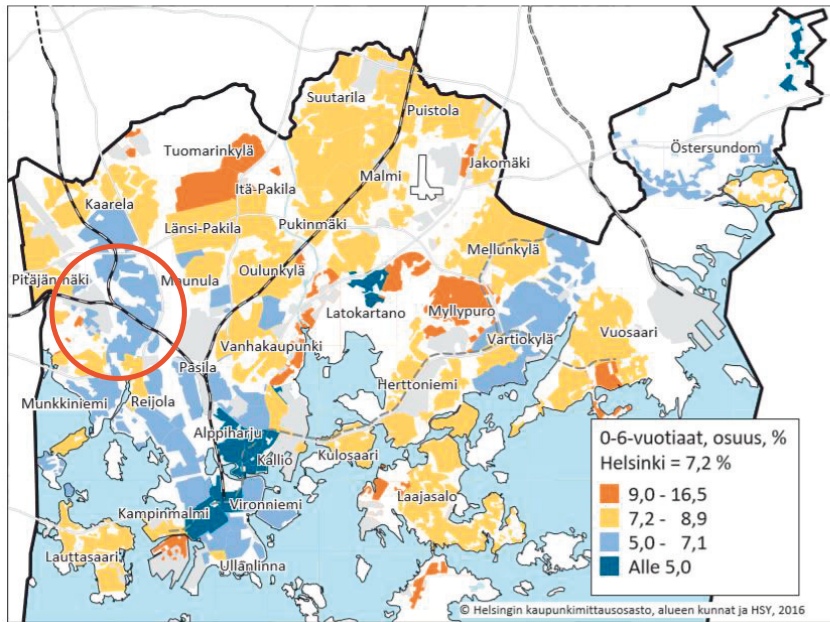 Suutarila
Puistola
Tuomarinkylä
Jakomäki
Östersundom
Malmi
Itä-Pakila
Kaarela
Länsi-Pakila
Pukinmäki
Mellunkylä
Pitäjänmäki
Maunula
Oulunkylä
Latokartano
Myllypuro
Vuosaari
Vartiokylä
Vanhakaupunki
Pasila
Herttoniemi
Munkkiniemi
Reijola
Alppiharju
Kallio
Kulosaari
Vironniemi
Laajasalo
Kampinmalmi
Lauttasaari
Ullanlinna
0-6-vuotiaat, osuus, %
Helsinki = 7,2 %
9,0 - 16,5
7,2 - 8,9
5,0 - 7,1
Alle 5,0
© Helsingin kaupunkimittausosasto, alueen kunnat ja HSY, 2016